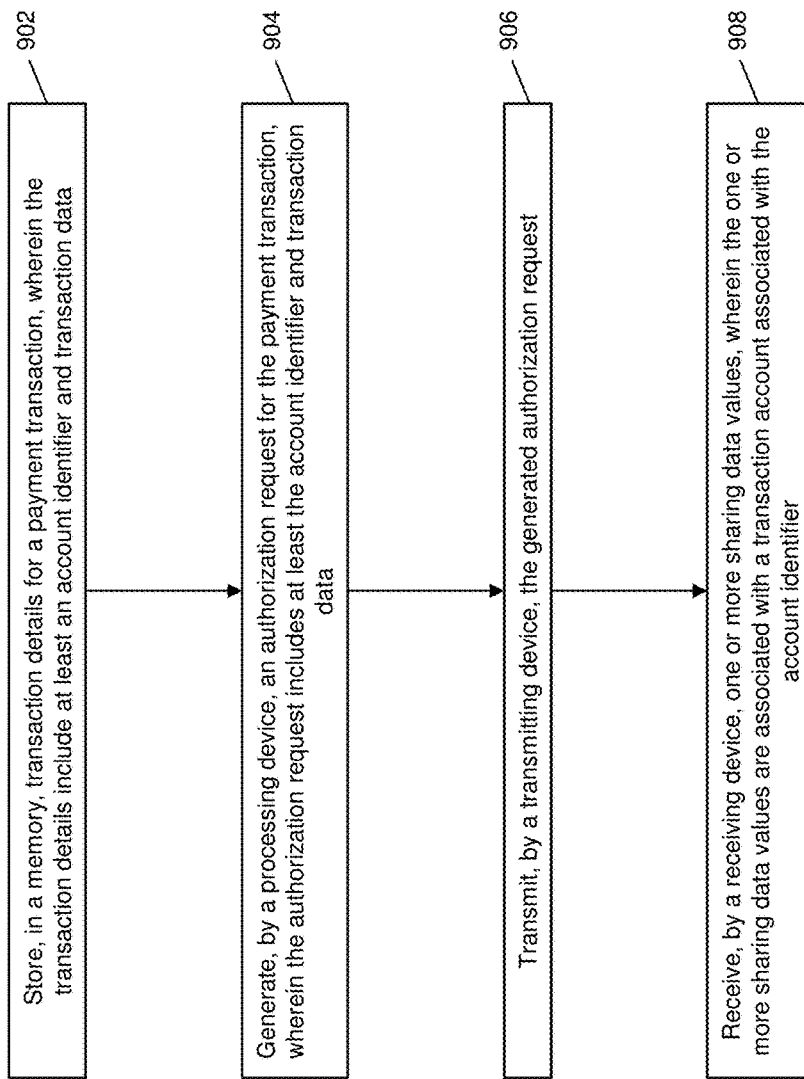 902
Store, in a memory, transaction details for a payment transaction, wherein the
transaction details include at least an account identifier and transaction data
904
Generate, by a processing device, an authorization request for the payment transaction,
wherein the authorization request includes at least the account identifier and transaction
data
906
Transmit, by a transmitting device, the generated authorization request
908
Receive, by a receiving device, one or more sharing data values, wherein the one or
more sharing data values are associated with a transaction account associated with the
account identifier